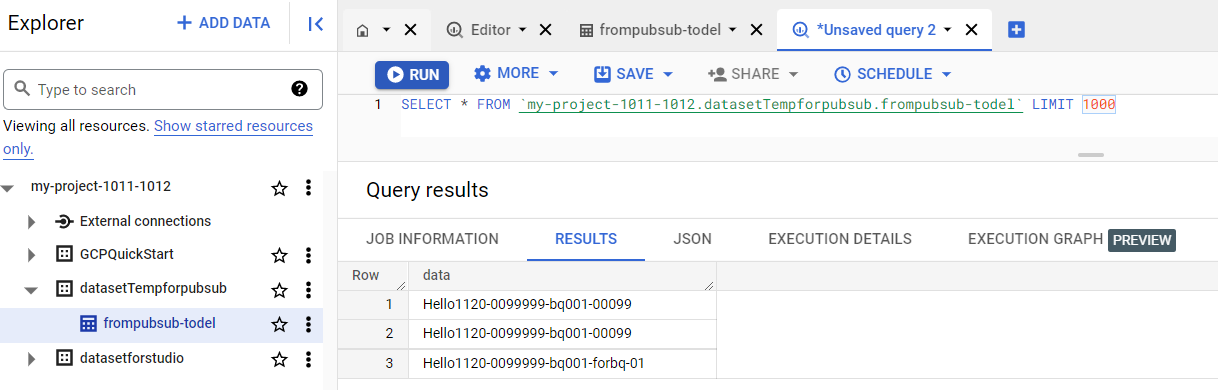 Explorer
+ ADD DATA
Type to search
Viewing all resources. Show starred resources
only.
my-project-1011-1012
External connections
GCPQuickStart
datasetTempforpubsub
frompubsub-todel
datasetforstudio
Editor
frompubsub-todel
*Unsaved query 2
RUN
MORE
SAVE
SHARE
SCHEDULE
1 SELECT * FROM `my-project-1011-1012.datasetTempforpubsub.frompubsub-todel` LIMIT 1000
Query results
JOB INFORMATION
RESULTS
JSON
EXECUTION DETAILS
EXECUTION GRAPH PREVIEW
Row data
1 Hello1120-0099999-bq001-00099
2 Hello1120-0099999-bq001-00099
3 Hello1120-0099999-bq001-forbq-01